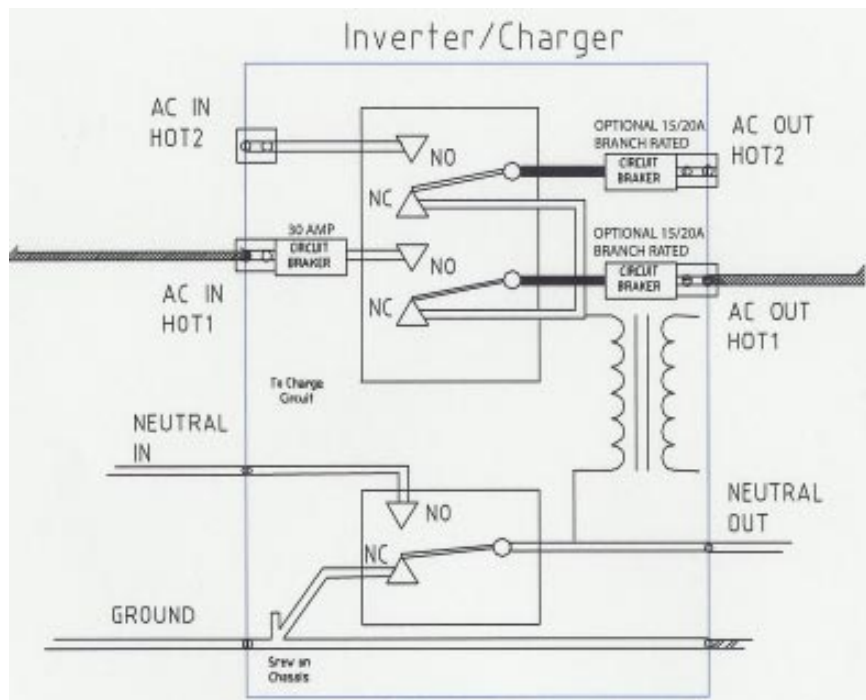 Inverter/Charger
AC IN
HOT2
NO
NC
OPTIONAL 15/20A
BRANCH RATED
CIRCUIT
BRAKER
AC OUT
HOT2
30 AMP
CIRCUIT
BRAKER
AC IN
HOT1
NO
NC
OPTIONAL 15/20A
BRANCH RATED
CIRCUIT
BRAKER
AC OUT
HOT1
To Charge
Circuit
NEUTRAL
IN
NO
NC
NEUTRAL
OUT
GROUND
Srew on
Chassis